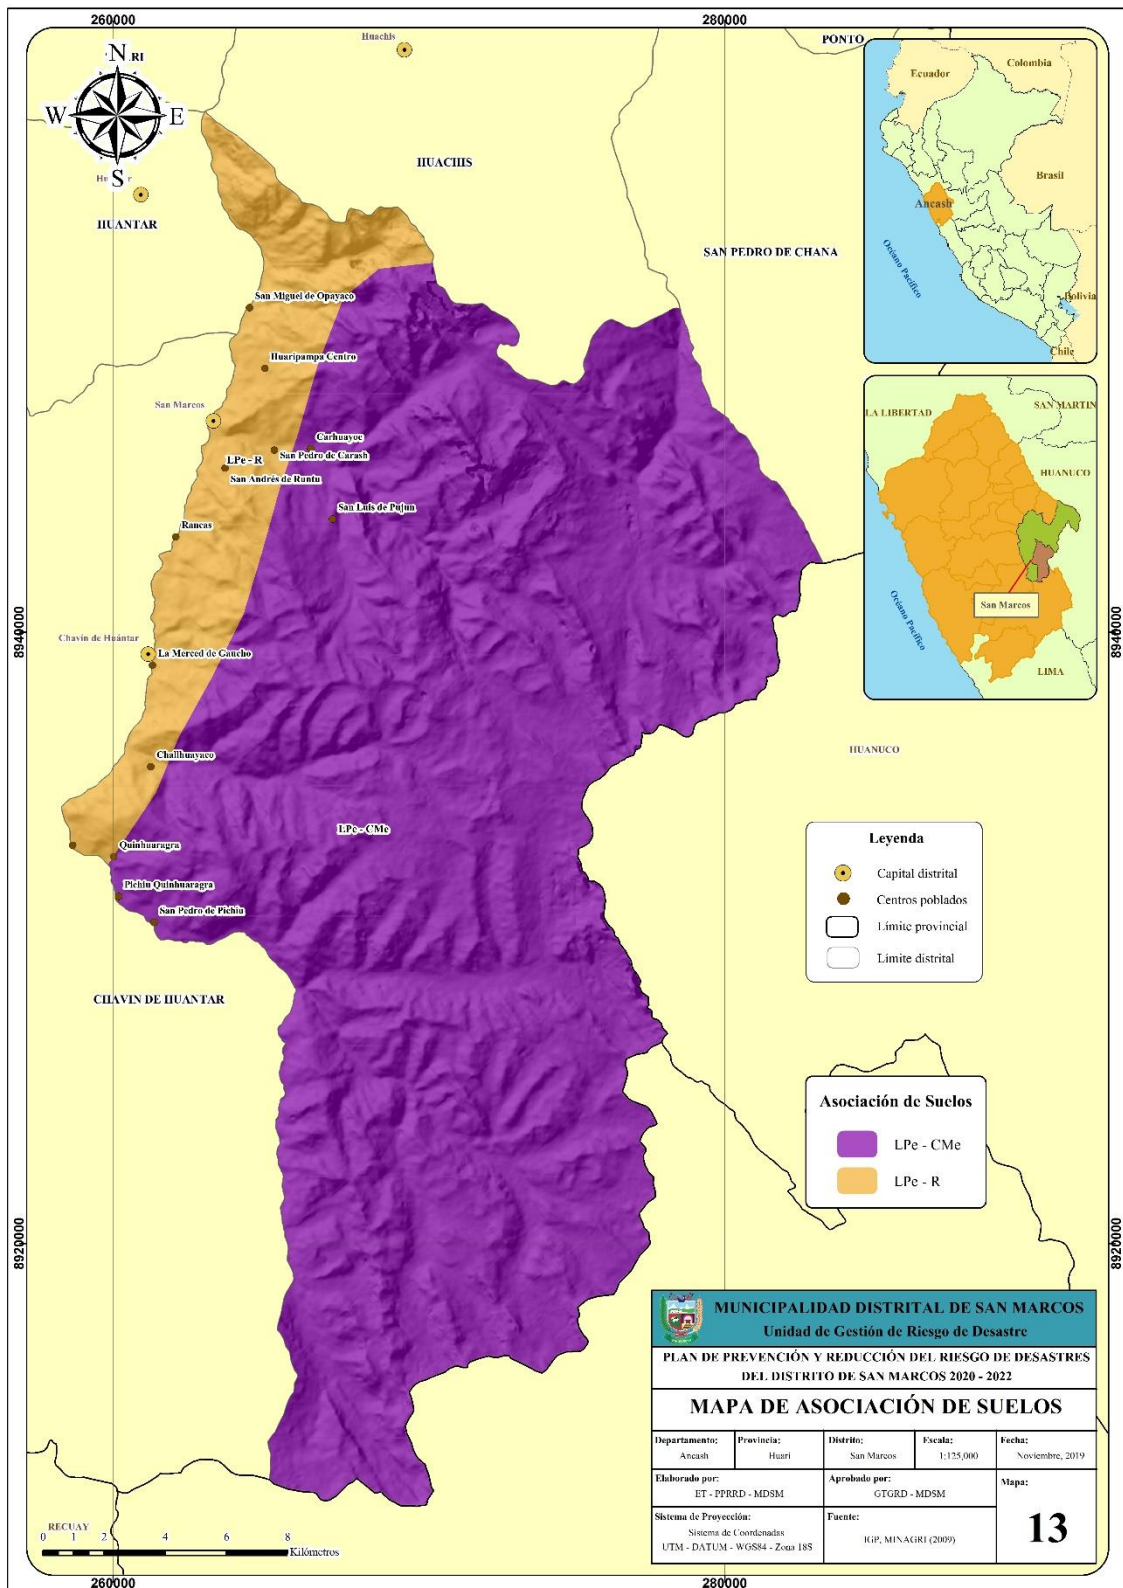 260000
280000
Huachis
PONTO
N
RI
W
E
S
HUACHIS
HUANTAR
SAN PEDRO DE CHANA
Ecuador
Colombia
Brasil
Ancash
Océano Pacífico
Bolivia
Chile
San Miguel de Opayaco
Huaripampa Centro
San Marcos
Carhuayoc
San Pedro de Carash
LPe - R
San Andrés de Runtu
San Luis de Pujun
Rancas
LA LIBERTAD
SAN MARTIN
HUANUCO
San Marcos
Océano Pacífico
LIMA
8940000
8940000
Chavín de Huántar
La Merced de Gaucho
Challhuayaco
HUANUCO
LPe - CMe
Quinhuaragra
Pichiu Quinhuaragra
San Pedro de Pichiu
Leyenda
Capital distrital
Centros poblados
Límite provincial
Límite distrital
CHAVIN DE HUANTAR
Asociación de Suelos
LPe - CMe
LPe - R
8920000
8920000
MUNICIPALIDAD DISTRITAL DE SAN MARCOS
Unidad de Gestión de Riesgo de Desastre
PLAN DE PREVENCIÓN Y REDUCCIÓN DEL RIESGO DE DESASTRES
DEL DISTRITO DE SAN MARCOS 2020 - 2022
MAPA DE ASOCIACIÓN DE SUELOS
Departamento:
Ancash
Provincia:
Huari
Distrito:
San Marcos
Escala:
1:125,000
Fecha:
Noviembre, 2019
Elaborado por:
ET - PPRRD - MDSM
Aprobado por:
GTGRD - MDSM
Mapa:
13
Sistema de Proyección:
Sistema de Coordenadas
UTM - DATUM - WGS84 - Zona 18S
Fuente:
IGP, MINAGRI (2009)
RECUAY
0 1 2 4 6 8
Kilómetros
260000
280000